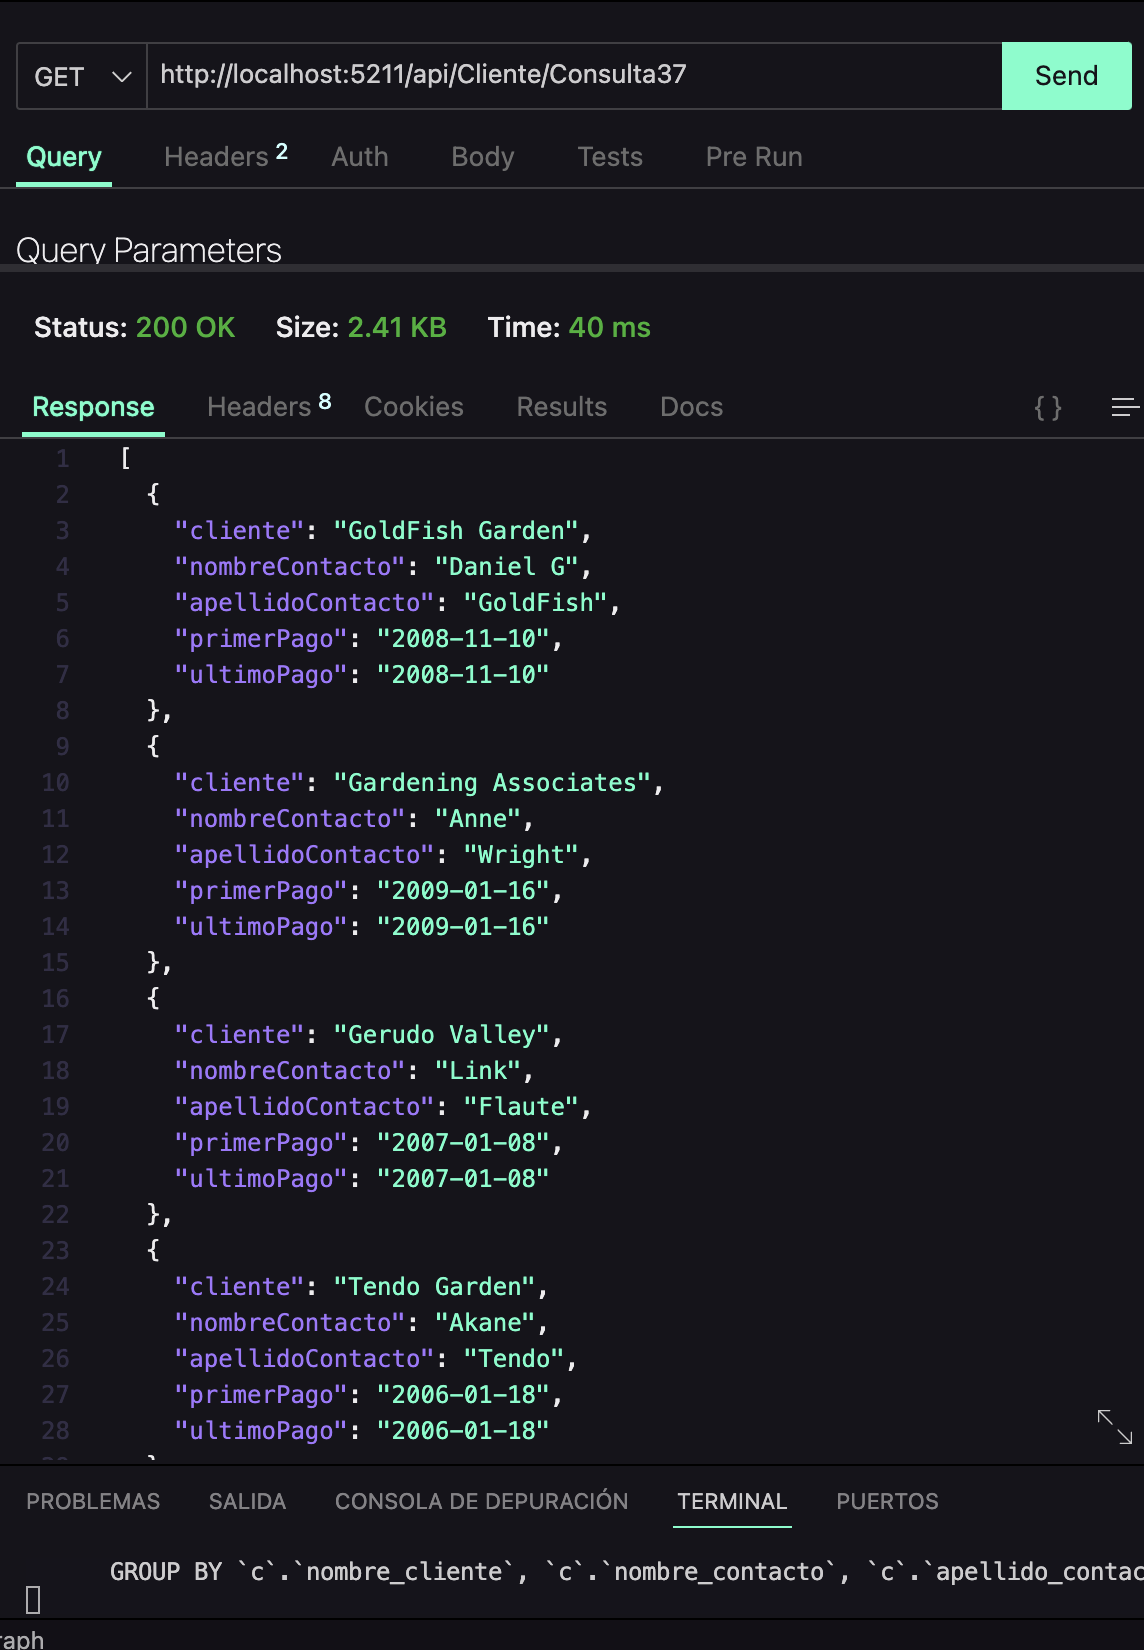 GET http://localhost:5211/api/Cliente/Consulta37 Send
Query Headers 2 Auth Body Tests Pre Run
Query Parameters
Status: 200 OK Size: 2.41 KB Time: 40 ms
Response Headers 8 Cookies Results Docs { }
1 [
2 {
3 "cliente": "GoldFish Garden",
4 "nombreContacto": "Daniel G",
5 "apellidoContacto": "GoldFish",
6 "primerPago": "2008-11-10",
7 "ultimoPago": "2008-11-10"
8 },
9 {
10 "cliente": "Gardening Associates",
11 "nombreContacto": "Anne",
12 "apellidoContacto": "Wright",
13 "primerPago": "2009-01-16",
14 "ultimoPago": "2009-01-16"
15 },
16 {
17 "cliente": "Gerudo Valley",
18 "nombreContacto": "Link",
19 "apellidoContacto": "Flaute",
20 "primerPago": "2007-01-08",
21 "ultimoPago": "2007-01-08"
22 },
23 {
24 "cliente": "Tendo Garden",
25 "nombreContacto": "Akane",
26 "apellidoContacto": "Tendo",
27 "primerPago": "2006-01-18",
28 "ultimoPago": "2006-01-18"
PROBLEMAS SALIDA CONSOLA DE DEPURACIÓN TERMINAL PUERTOS
GROUP BY `c`.`nombre_cliente`, `c`.`nombre_contacto`, `c`.`apellido_contac
raph